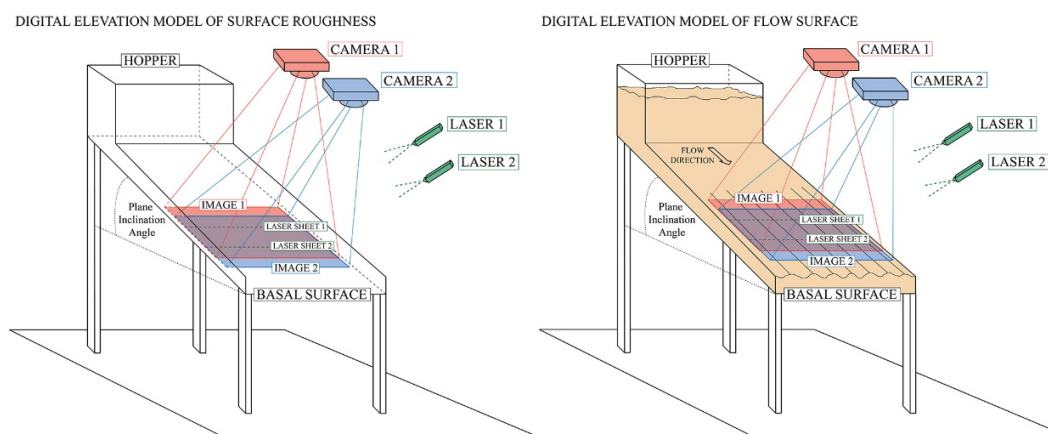 DIGITAL ELEVATION MODEL OF SURFACE ROUGHNESS
HOPPER
CAMERA 1
CAMERA 2
LASER 1
LASER 2
Plane
Inclination
Angle
IMAGE 1
LASER SHEET 1
LASER SHEET 2
IMAGE 2
BASAL SURFACE
DIGITAL ELEVATION MODEL OF FLOW SURFACE
HOPPER
CAMERA 1
CAMERA 2
LASER 1
LASER 2
FLOW
DIRECTION
Plane
Inclination
Angle
IMAGE 1
LASER SHEET 1
LASER SHEET 2
IMAGE 2
BASAL SURFACE